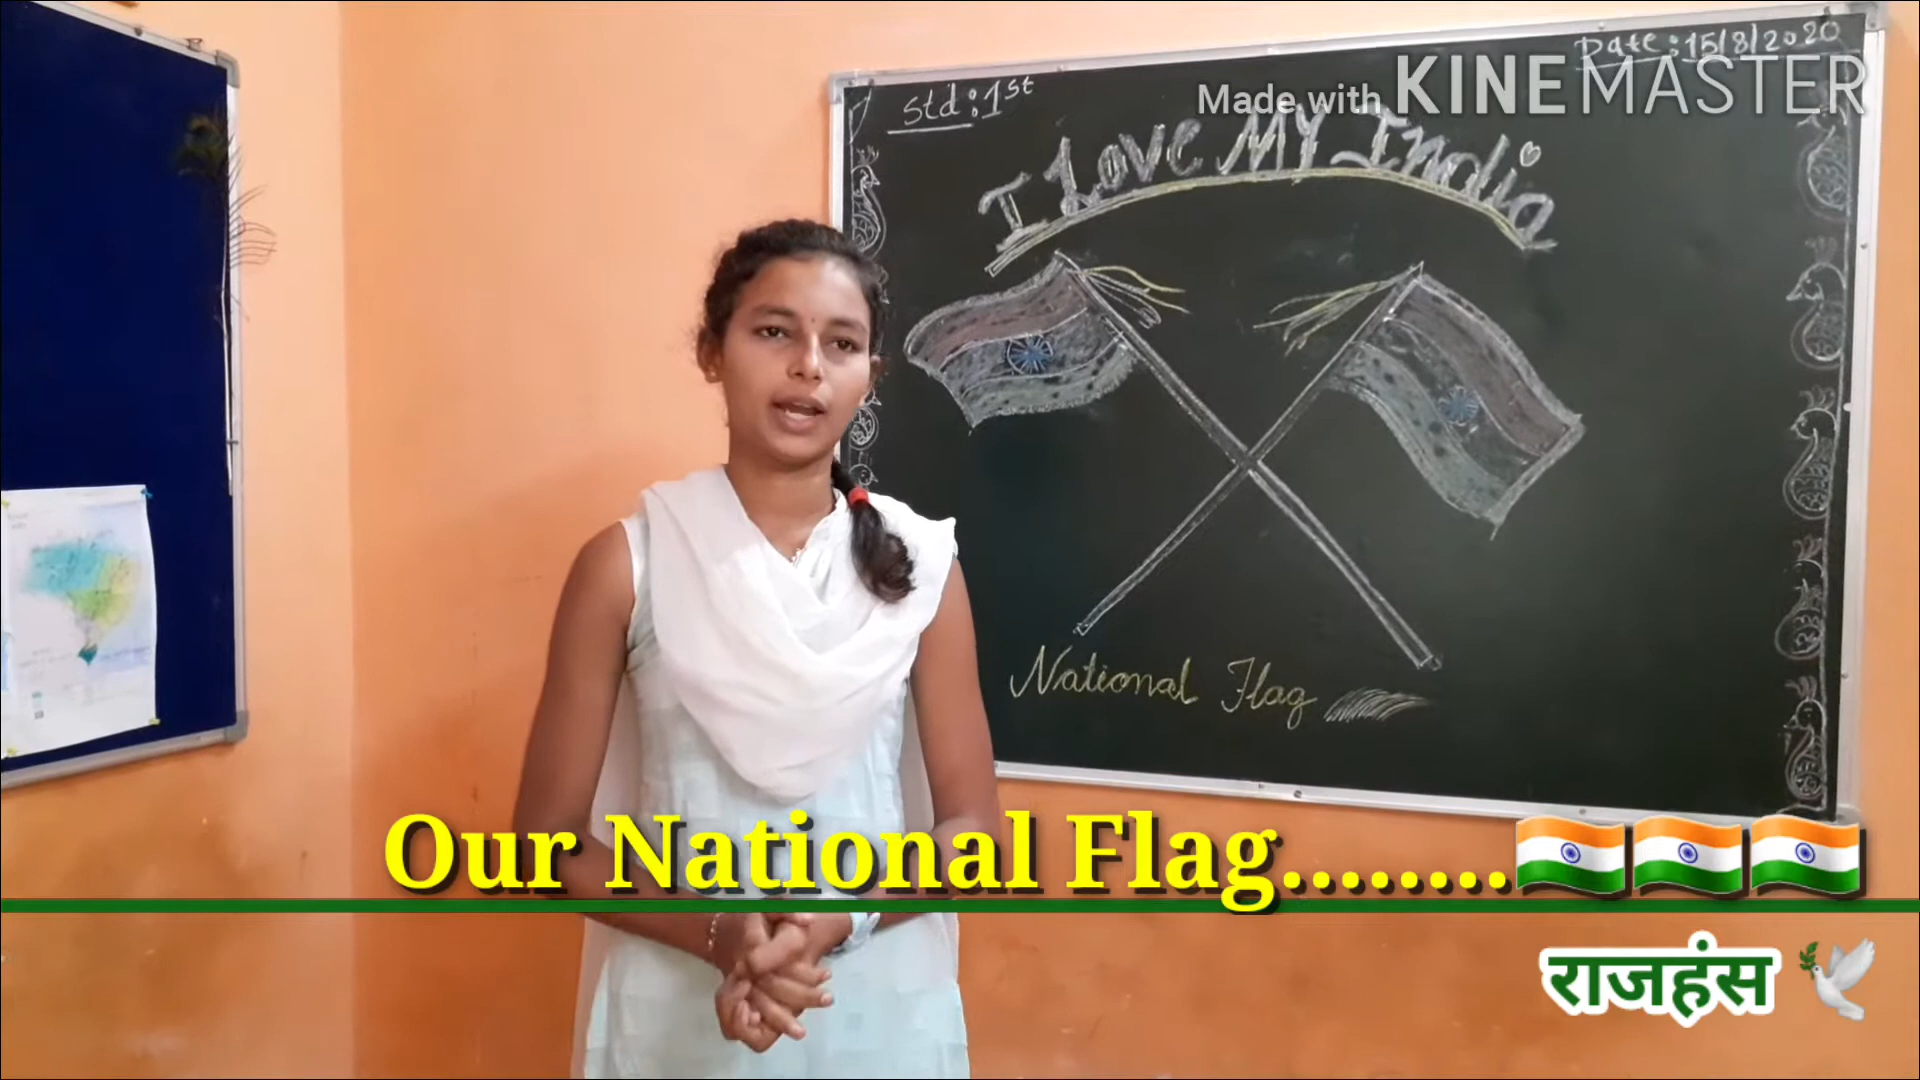 Std : 1st
Date : 15/8/2020
Made with KINEMASTER
I Love My India
National Flag
Our National Flag........🇮🇳🇮🇳🇮🇳
राजहंस 🕊